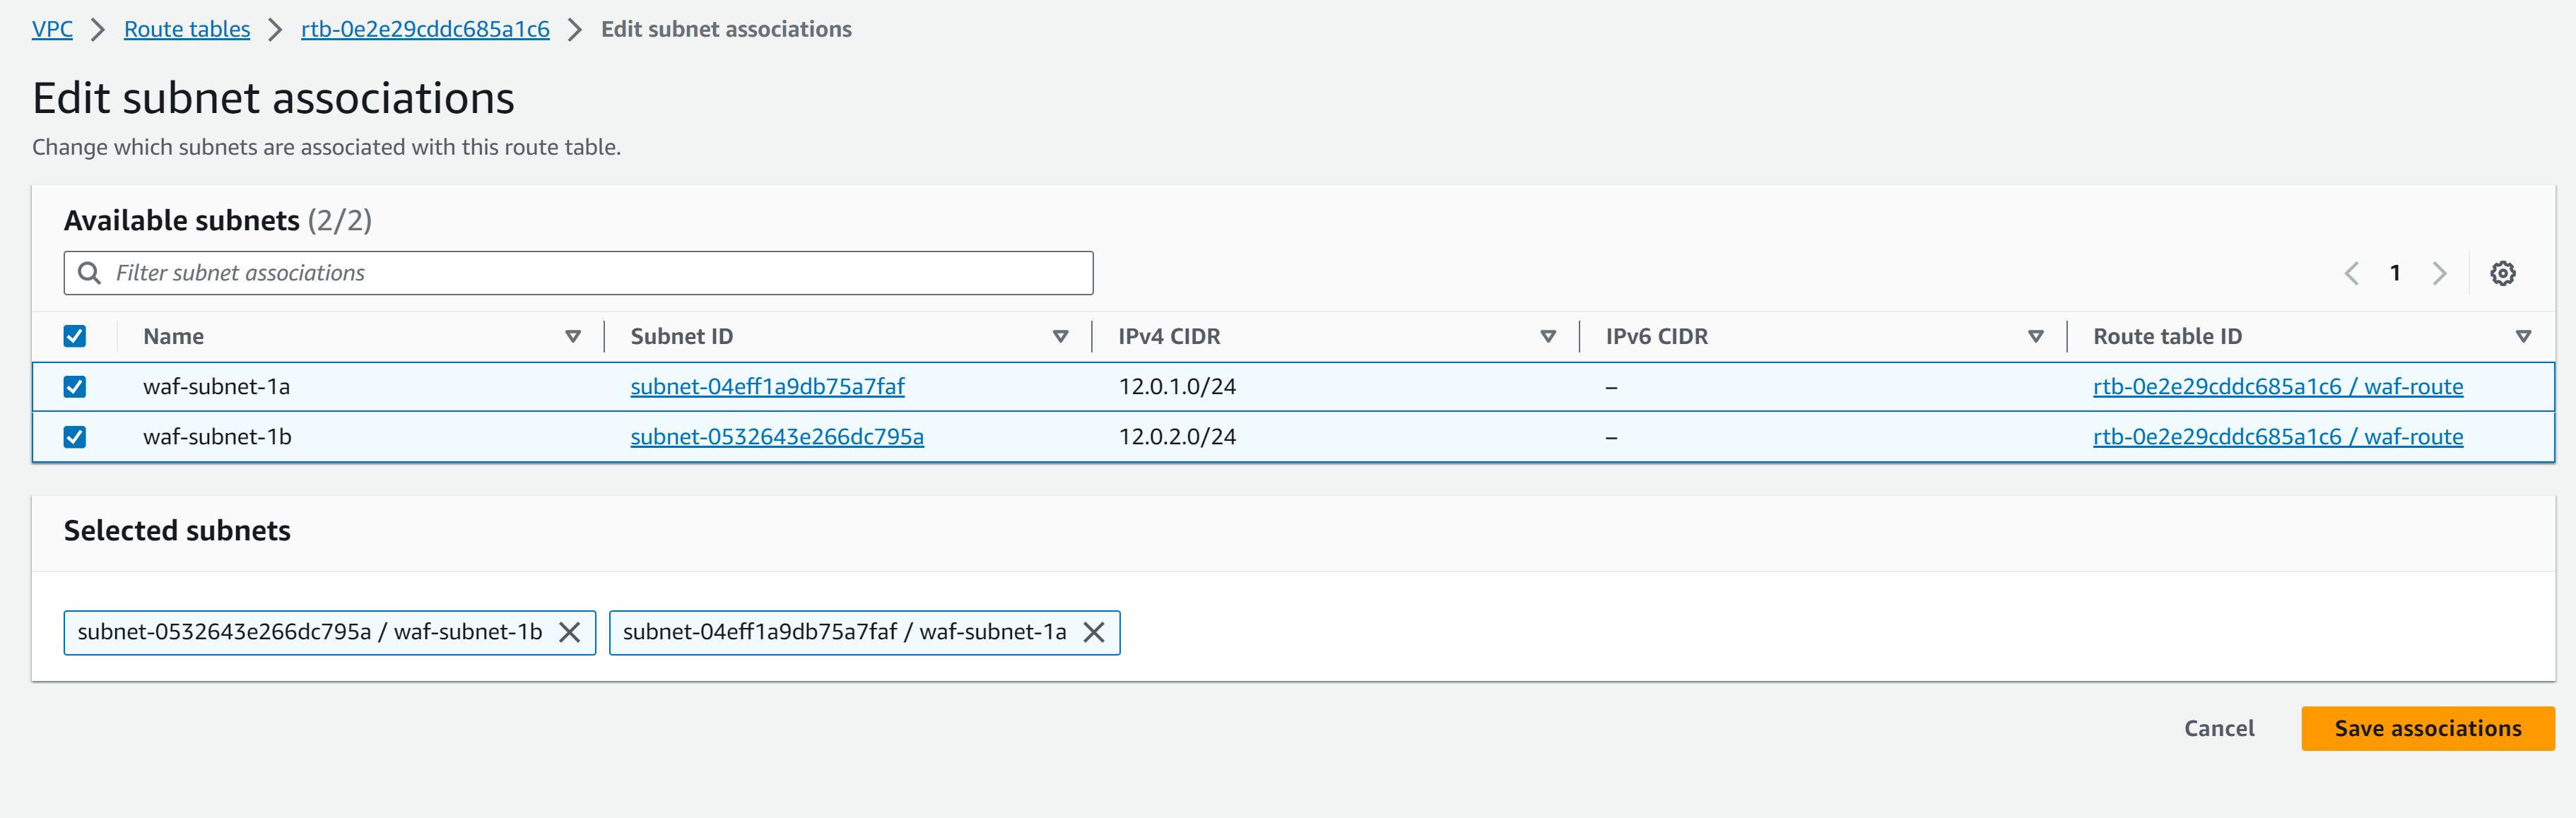 VPC > Route tables > rtb-0e2e29cddc685a1c6 > Edit subnet associations
Edit subnet associations
Change which subnets are associated with this route table.
Available subnets (2/2)
Filter subnet associations
1
Name Subnet ID IPv4 CIDR IPv6 CIDR Route table ID
waf-subnet-1a subnet-04eff1a9db75a7faf 12.0.1.0/24 – rtb-0e2e29cddc685a1c6 / waf-route
waf-subnet-1b subnet-0532643e266dc795a 12.0.2.0/24 – rtb-0e2e29cddc685a1c6 / waf-route
Selected subnets
subnet-0532643e266dc795a / waf-subnet-1b subnet-04eff1a9db75a7faf / waf-subnet-1a
Cancel Save associations